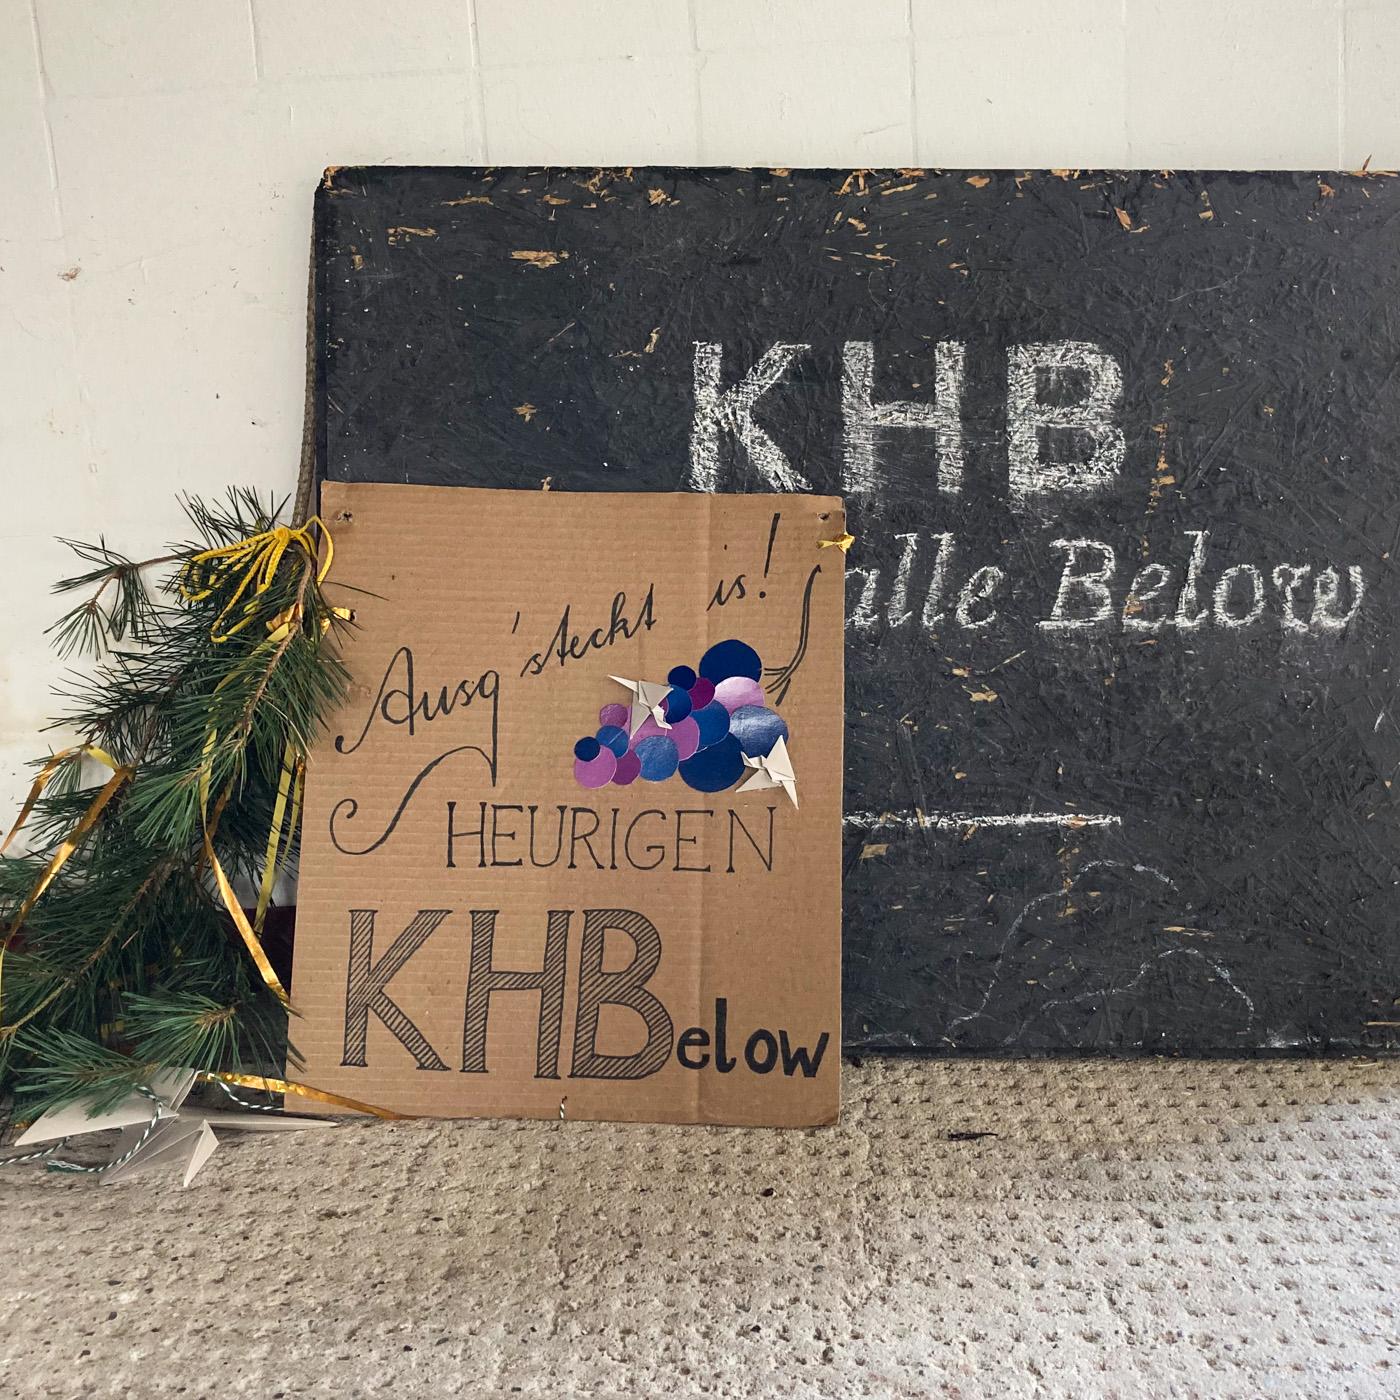 KHB
alle Below
Ausg'steckt is!
HEURIGEN
KHBelow